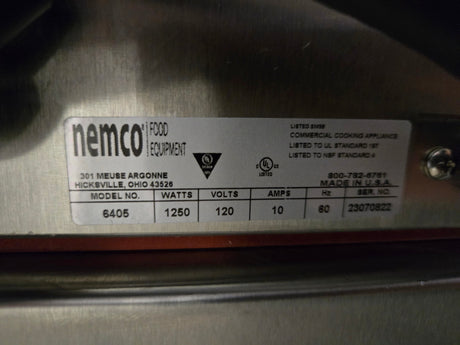 nemco FOOD EQUIPMENT
301 MEUSE ARGONNE
HICKSVILLE, OHIO 43526
LISTED
COMMERCIAL COOKING APPLIANCE
LISTED TO UL STANDARD 197
LISTED TO NSF STANDARD 4
LISTED
800-782-6761
MADE IN U.S.A.
MODEL NO. WATTS VOLTS AMPS Hz SER. NO.
6405 1250 120 10 60 23070822